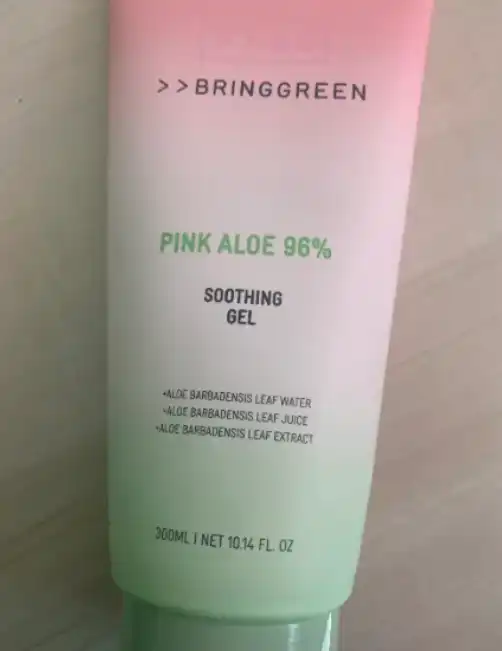 >>BRINGGREEN
PINK ALOE 96%
SOOTHING
GEL
•ALOE BARBADENSIS LEAF WATER
•ALOE BARBADENSIS LEAF JUICE
•ALOE BARBADENSIS LEAF EXTRACT
300ML | NET 10.14 FL. OZ